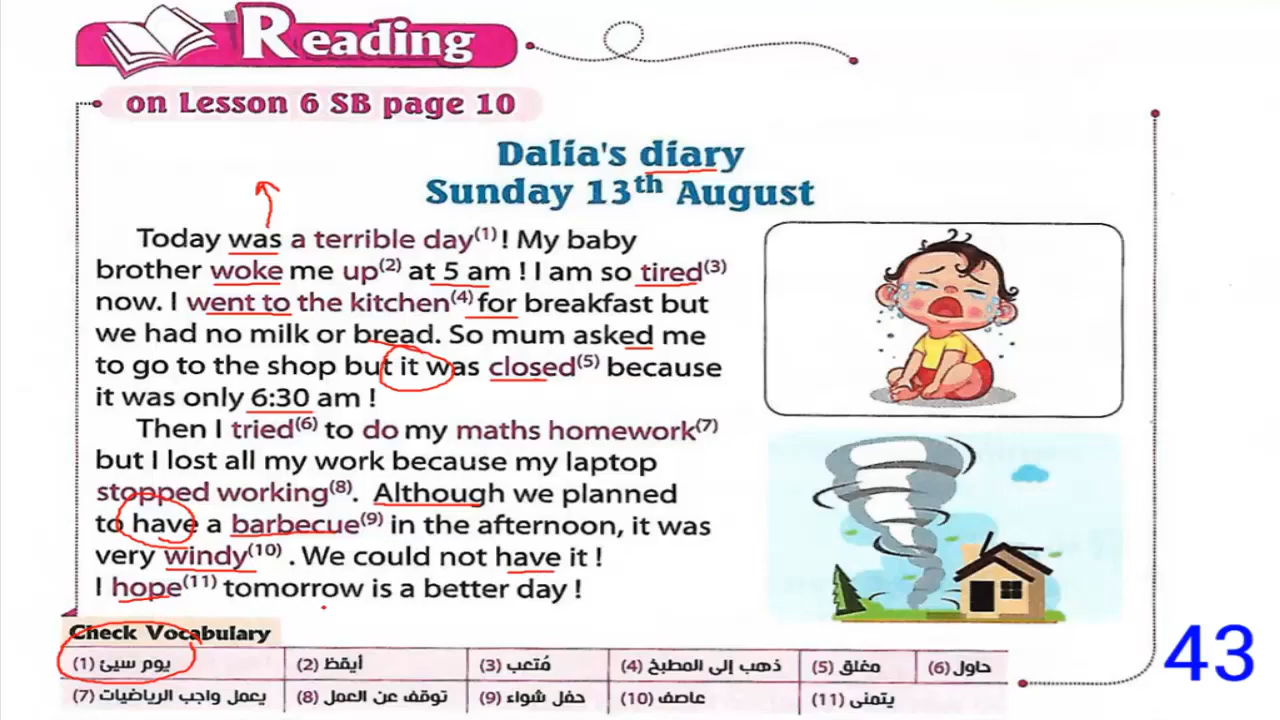 Reading
on Lesson 6 SB page 10
Dalia's diary
Sunday 13th August
Today was a terrible day(1)! My baby
brother woke me up(2) at 5 am ! I am so tired(3)
now. I went to the kitchen(4) for breakfast but
we had no milk or bread. So mum asked me
to go to the shop but it was closed(5) because
it was only 6:30 am !
Then I tried(6) to do my maths homework(7)
but I lost all my work because my laptop
stopped working(8). Although we planned
to have a barbecue(9) in the afternoon, it was
very windy(10) . We could not have it !
I hope(11) tomorrow is a better day !
Check Vocabulary
(1) يوم سيئ (2) أيقظ (3) مُتعب (4) ذهب إلى المطبخ (5) مغلق (6) حاول
(7) يعمل واجب الرياضيات (8) توقف عن العمل (9) حفل شواء (10) عاصف (11) يتمنى
43